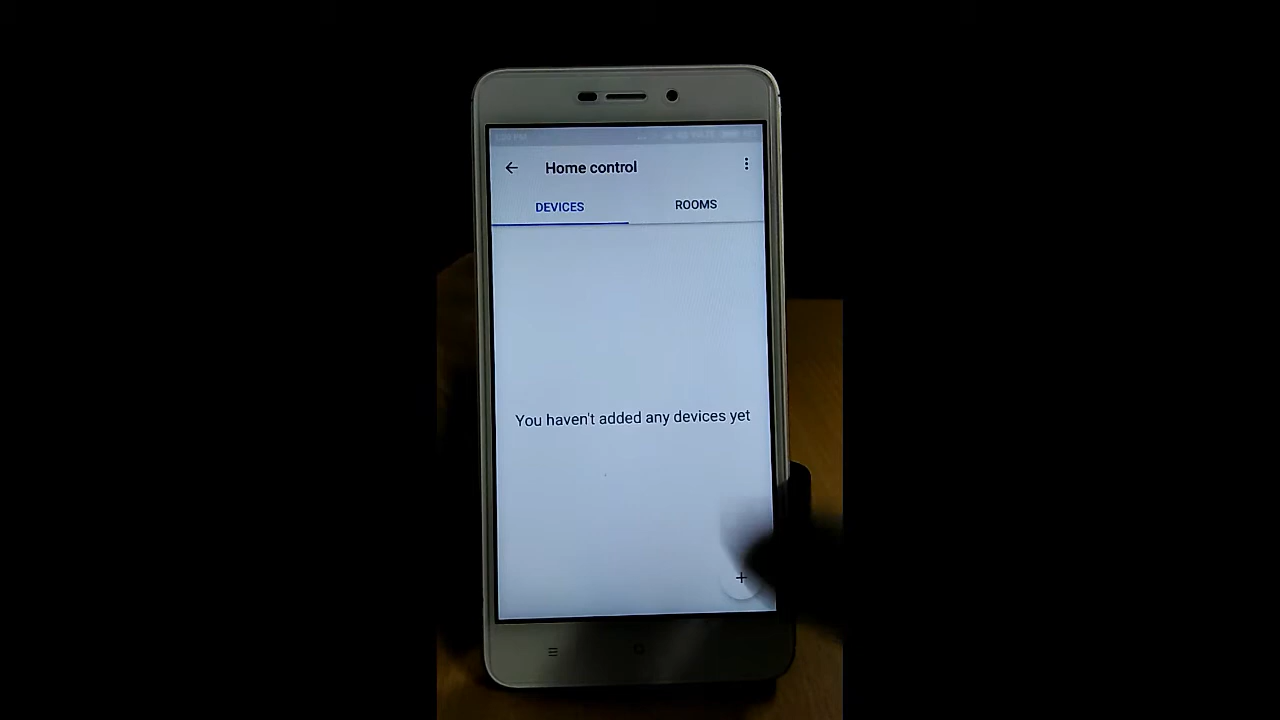 Home control
DEVICES
ROOMS
You haven't added any devices yet
+